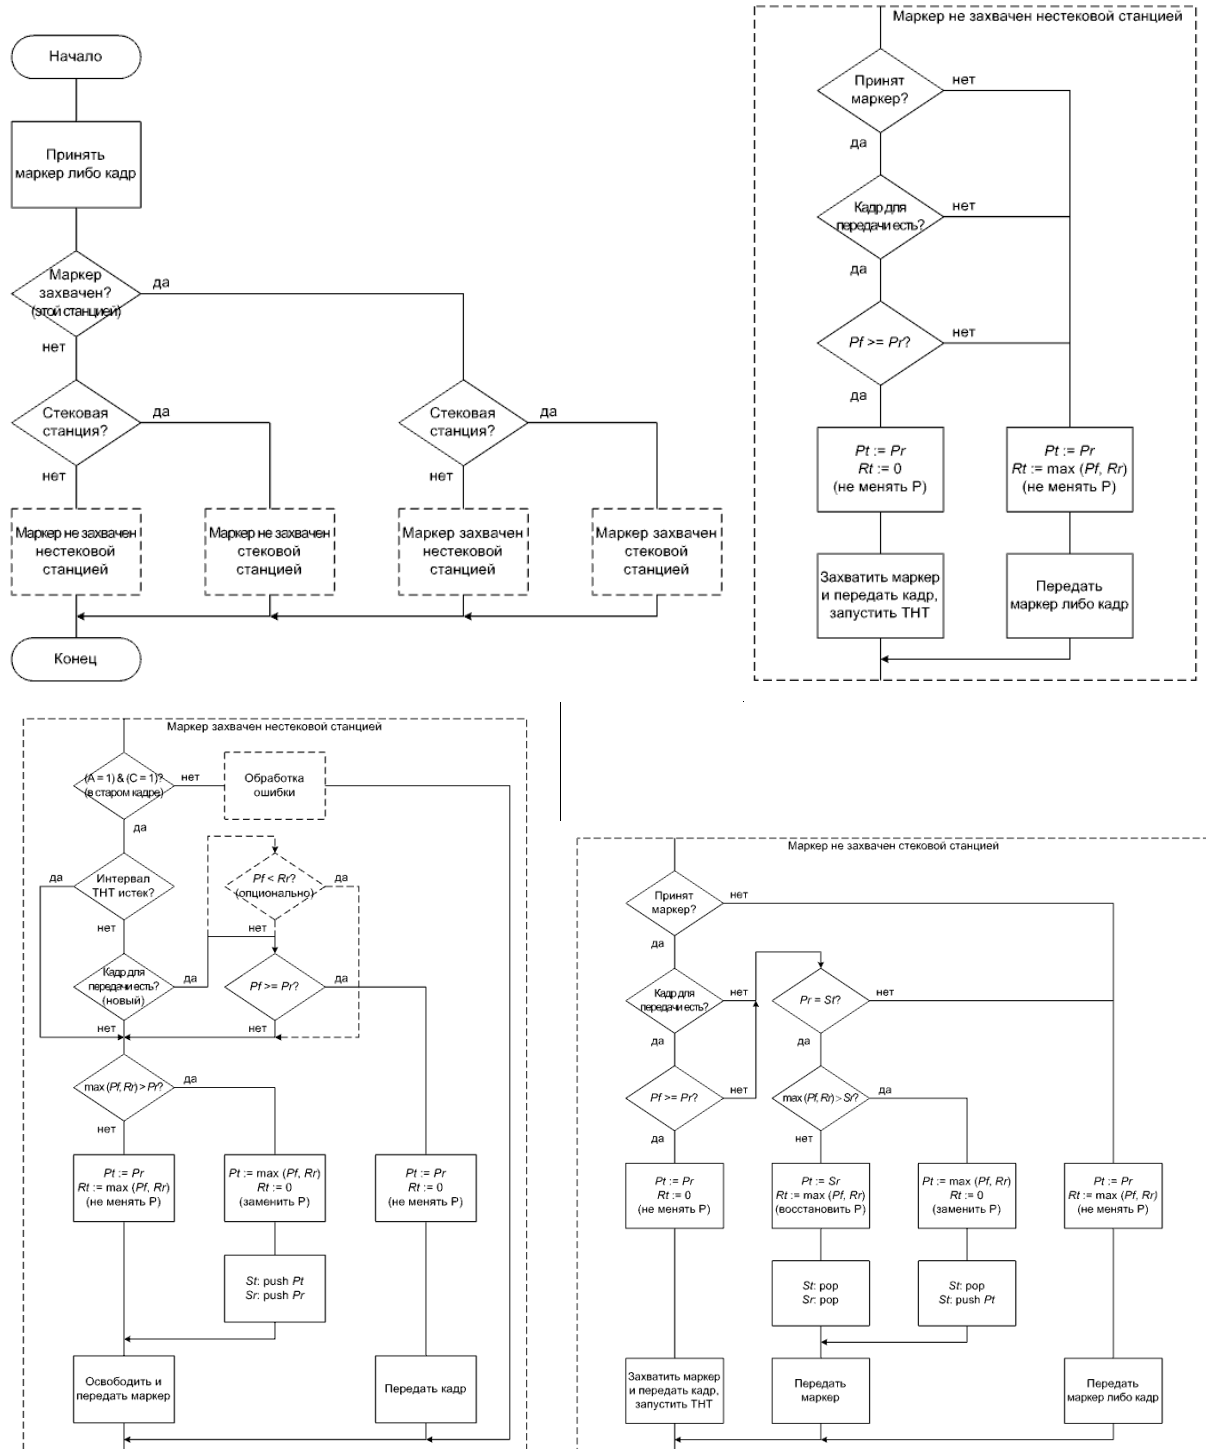 Начало
Принять
маркер либо кадр
Маркер
захвачен?
(этой станцией)
да
нет
Стековая
станция?
да
нет
Стековая
станция?
да
нет
Маркер не захвачен
нестековой
станцией
Маркер не захвачен
стековой
станцией
Маркер захвачен
нестековой
станцией
Маркер захвачен
стековой
станцией
Конец
Маркер не захвачен нестековой станцией
Принят
маркер?
нет
да
Кадр для
передачи есть?
нет
да
Pf >= Pr?
нет
да
Pt := Pr
Rt := 0
(не менять P)
Pt := Pr
Rt := max (Pf, Rr)
(не менять P)
Захватить маркер
и передать кадр,
запустить THT
Передать
маркер либо кадр
Маркер захвачен нестековой станцией
(A = 1) & (C = 1)?
(в старом кадре)
нет
да
Обработка
ошибки
Интервал
THT истек?
да
нет
Pf < Rr?
(опционально)
да
нет
Кадр для
передачи есть?
(новый)
да
нет
Pf >= Pr?
да
нет
max (Pf, Rr) > Pr?
да
нет
Pt := Pr
Rt := max (Pf, Rr)
(не менять P)
Pt := max (Pf, Rr)
Rt := 0
(заменить P)
Pt := Pr
Rt := 0
(не менять P)
St: push Pt
Sr: push Pr
Освободить и
передать маркер
Передать кадр
Маркер не захвачен стековой станцией
Принят
маркер?
нет
да
Кадр для
передачи есть?
нет
да
Pr = St?
нет
да
Pf >= Pr?
нет
да
max (Pf, Rr) > Sr?
да
нет
Pt := Pr
Rt := 0
(не менять P)
Pt := Sr
Rt := max (Pf, Rr)
(восстановить P)
Pt := max (Pf, Rr)
Rt := 0
(заменить P)
Pt := Pr
Rt := max (Pf, Rr)
(не менять P)
St: pop
Sr: pop
St: pop
St: push Pt
Захватить маркер
и передать кадр,
запустить THT
Передать
маркер
Передать
маркер либо кадр